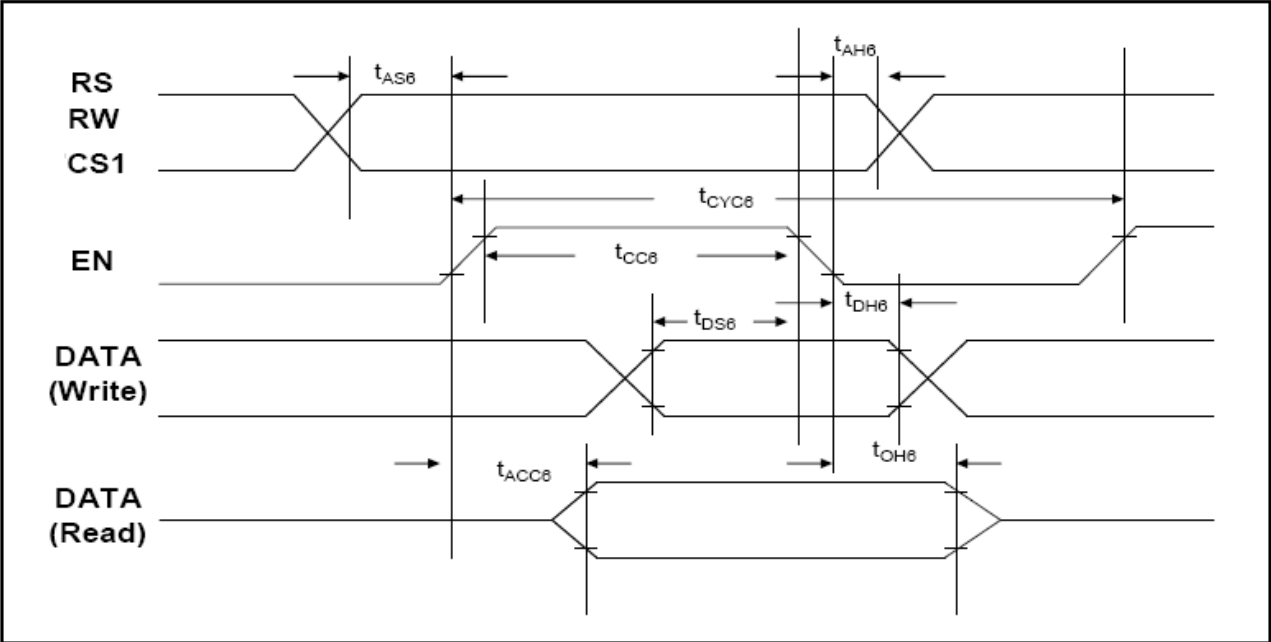 RS
RW
CS1
tAS6
tAH6
tCYC6
EN
tCC6
tDH6
tDS6
DATA
(Write)
tACC6
tOH6
DATA
(Read)